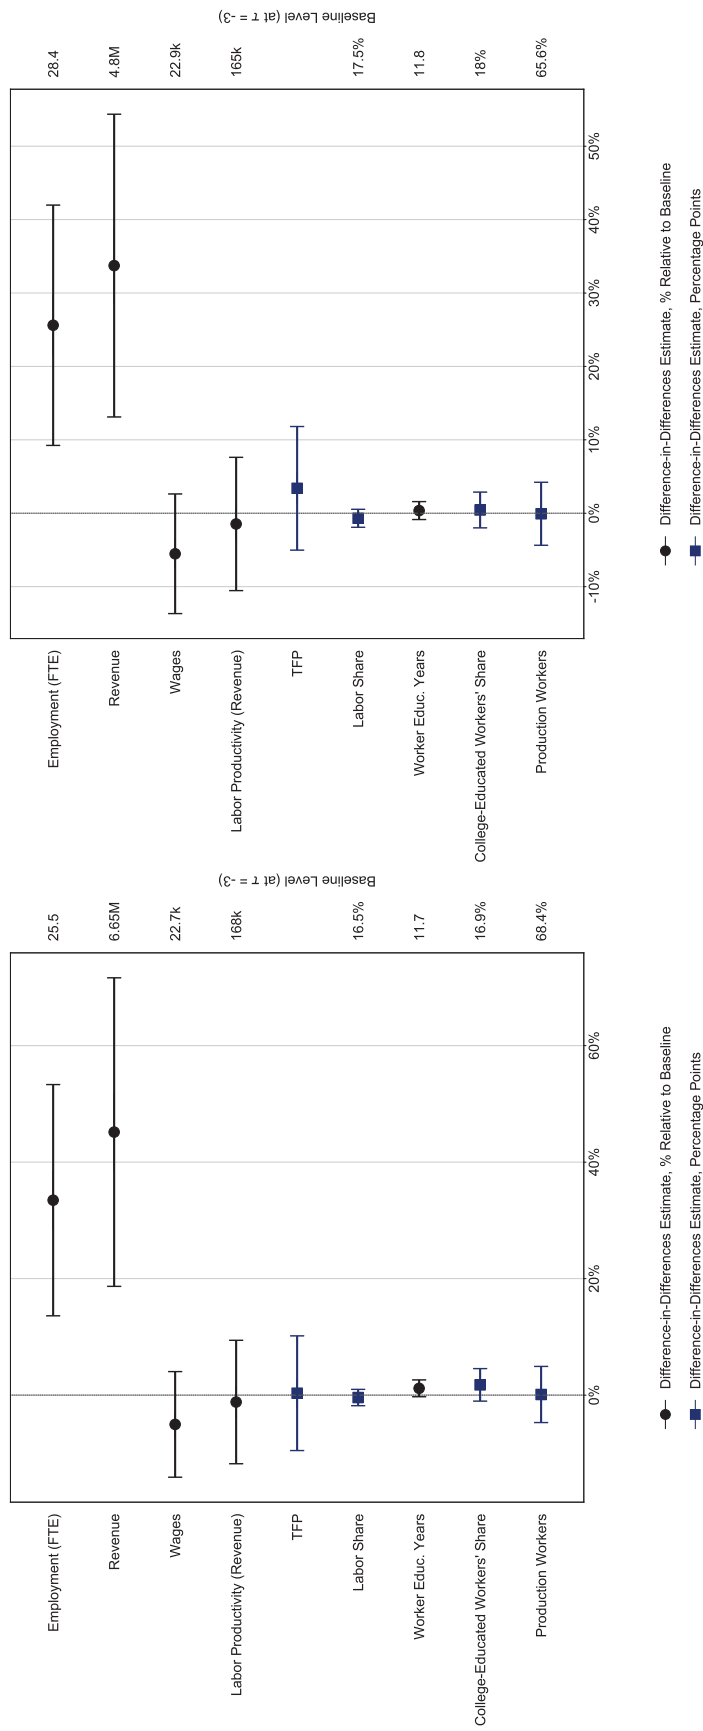 Baseline Level (at τ = -3)
Employment (FTE)
25.5
Revenue
6.65M
Wages
22.7k
Labor Productivity (Revenue)
168k
TFP
Labor Share
16.5%
Worker Educ. Years
11.7
College-Educated Workers' Share
16.9%
Production Workers
68.4%
0% 20% 40% 60%
Difference-in-Differences Estimate, % Relative to Baseline
Difference-in-Differences Estimate, Percentage Points
Baseline Level (at τ = -3)
Employment (FTE)
28.4
Revenue
4.8M
Wages
22.9k
Labor Productivity (Revenue)
165k
TFP
Labor Share
17.5%
Worker Educ. Years
11.8
College-Educated Workers' Share
18%
Production Workers
65.6%
-10% 0% 10% 20% 30% 40% 50%
Difference-in-Differences Estimate, % Relative to Baseline
Difference-in-Differences Estimate, Percentage Points